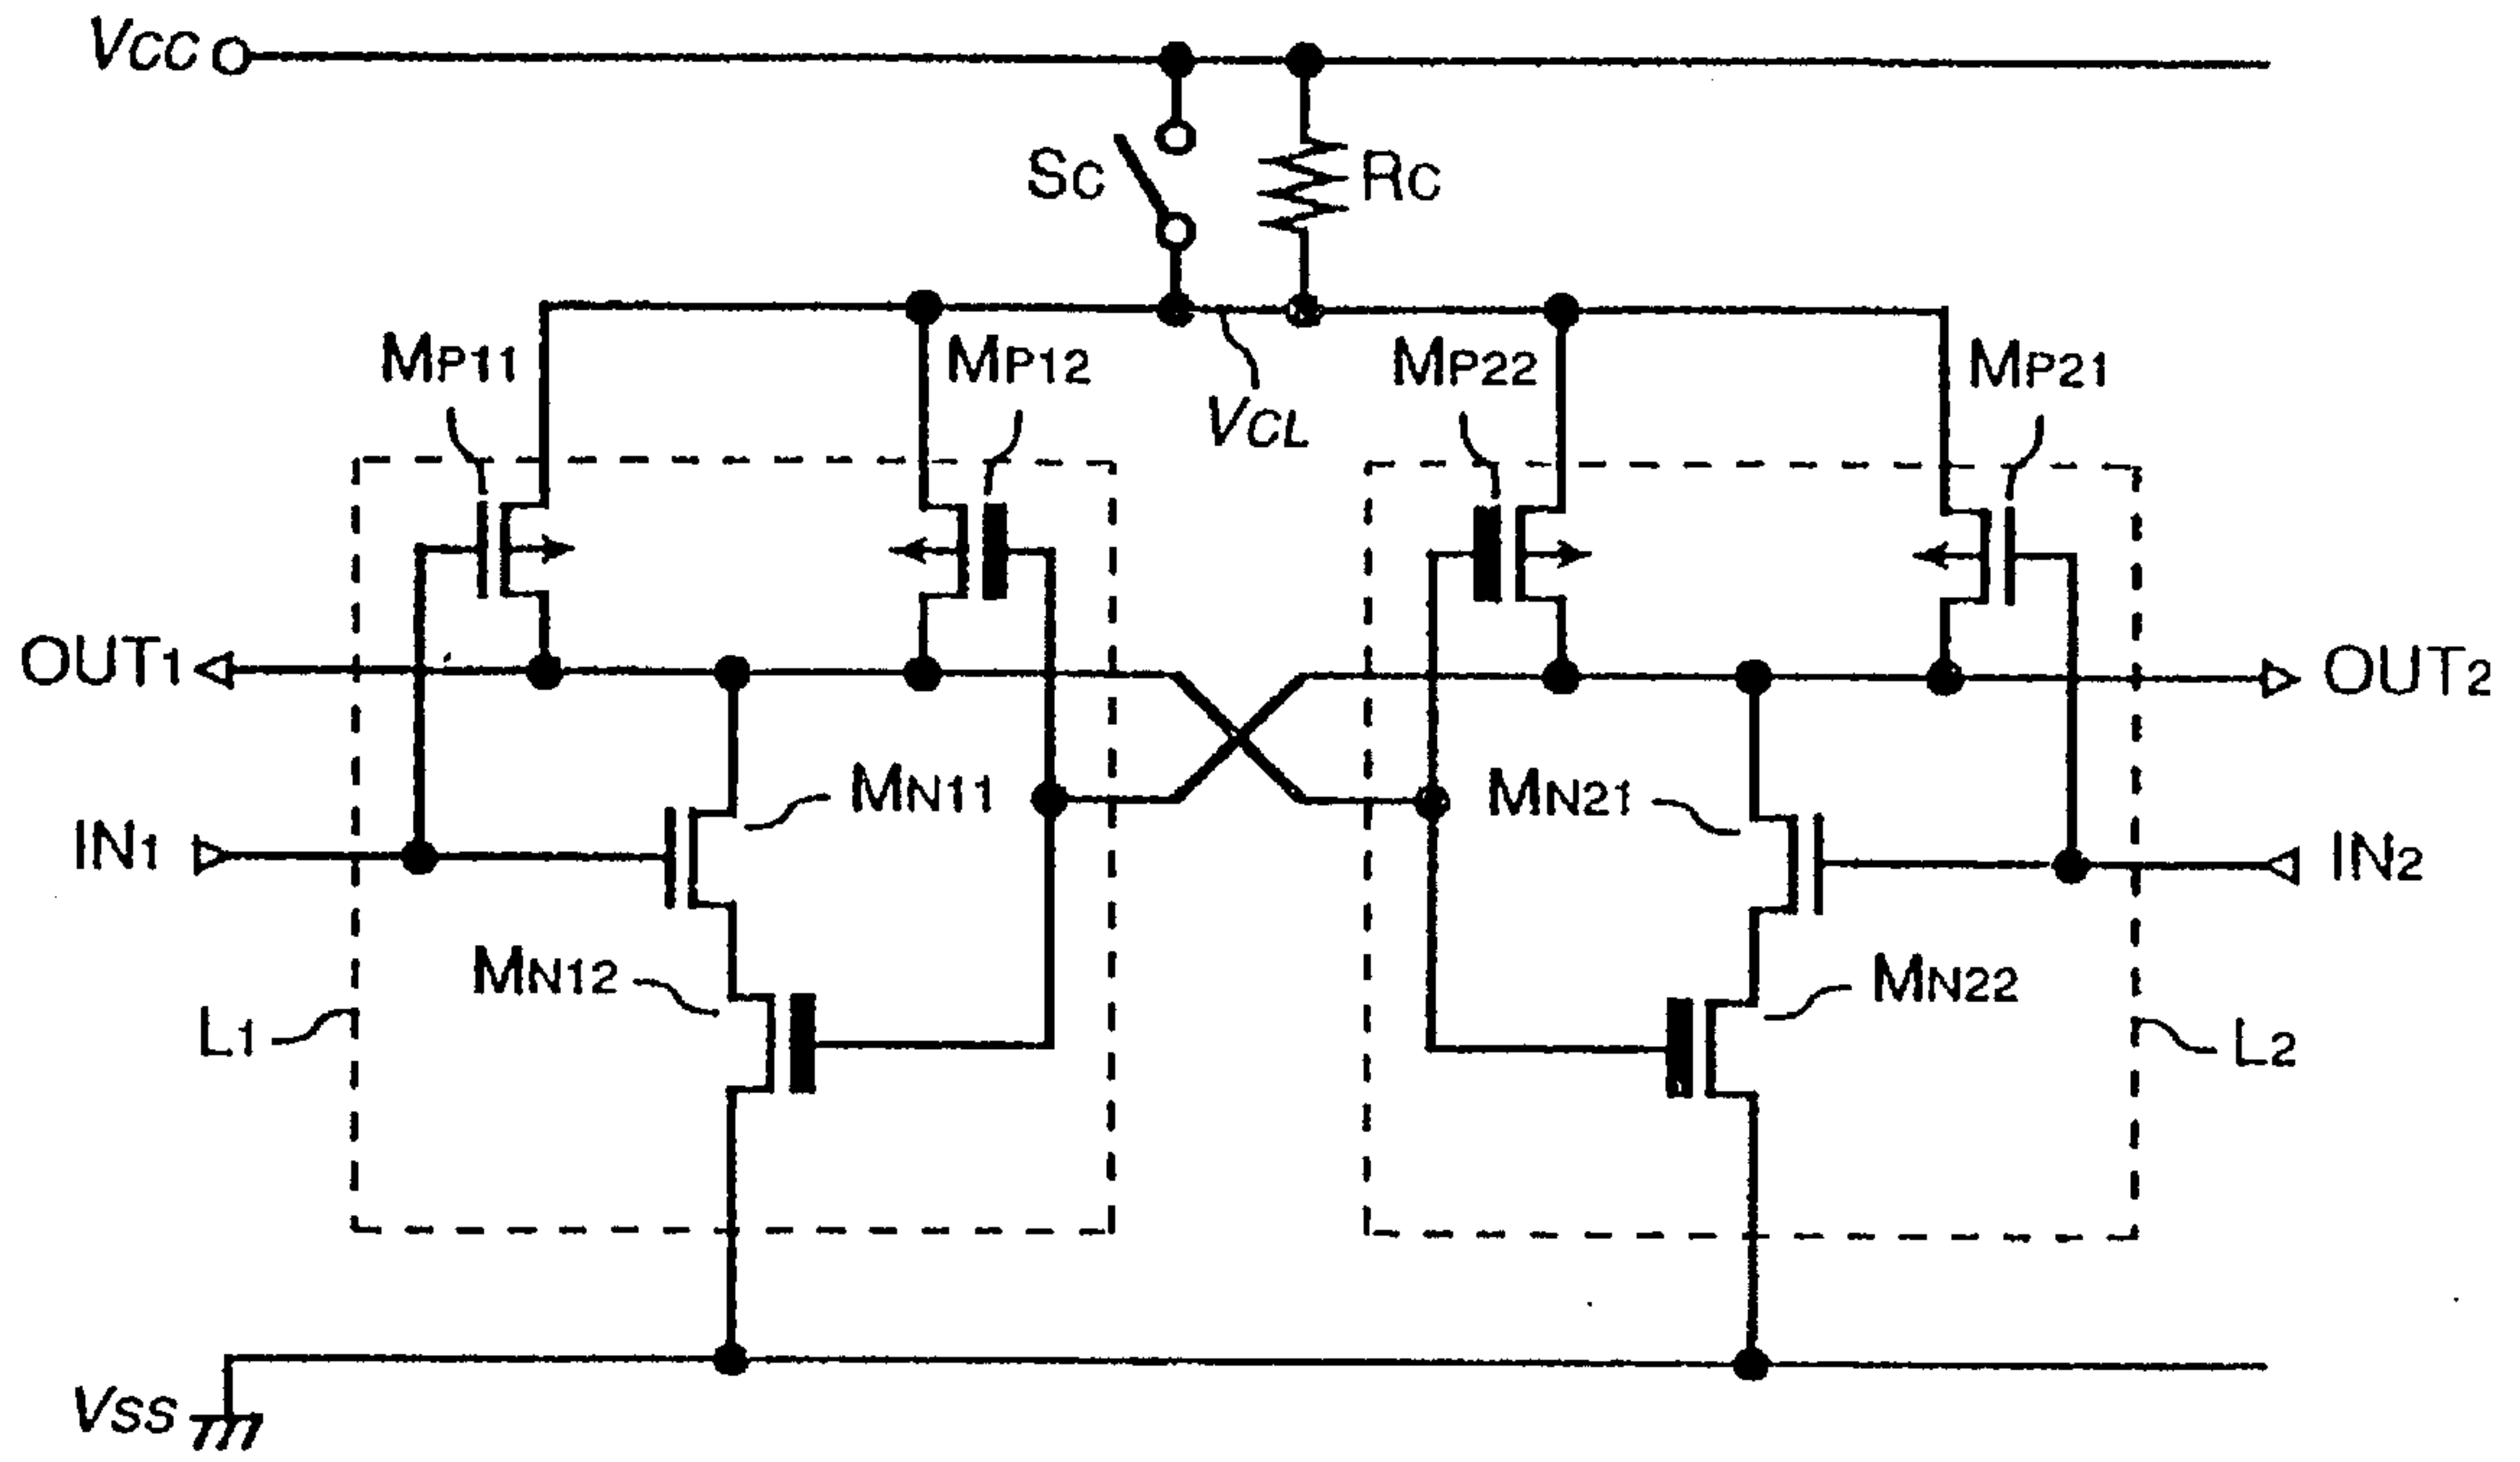 VCC
SC
RC
MP11
MP12
MP22
MP21
VCL
OUT1
OUT2
MN11
MN21
IN1
IN2
MN12
MN22
L1
L2
VSS